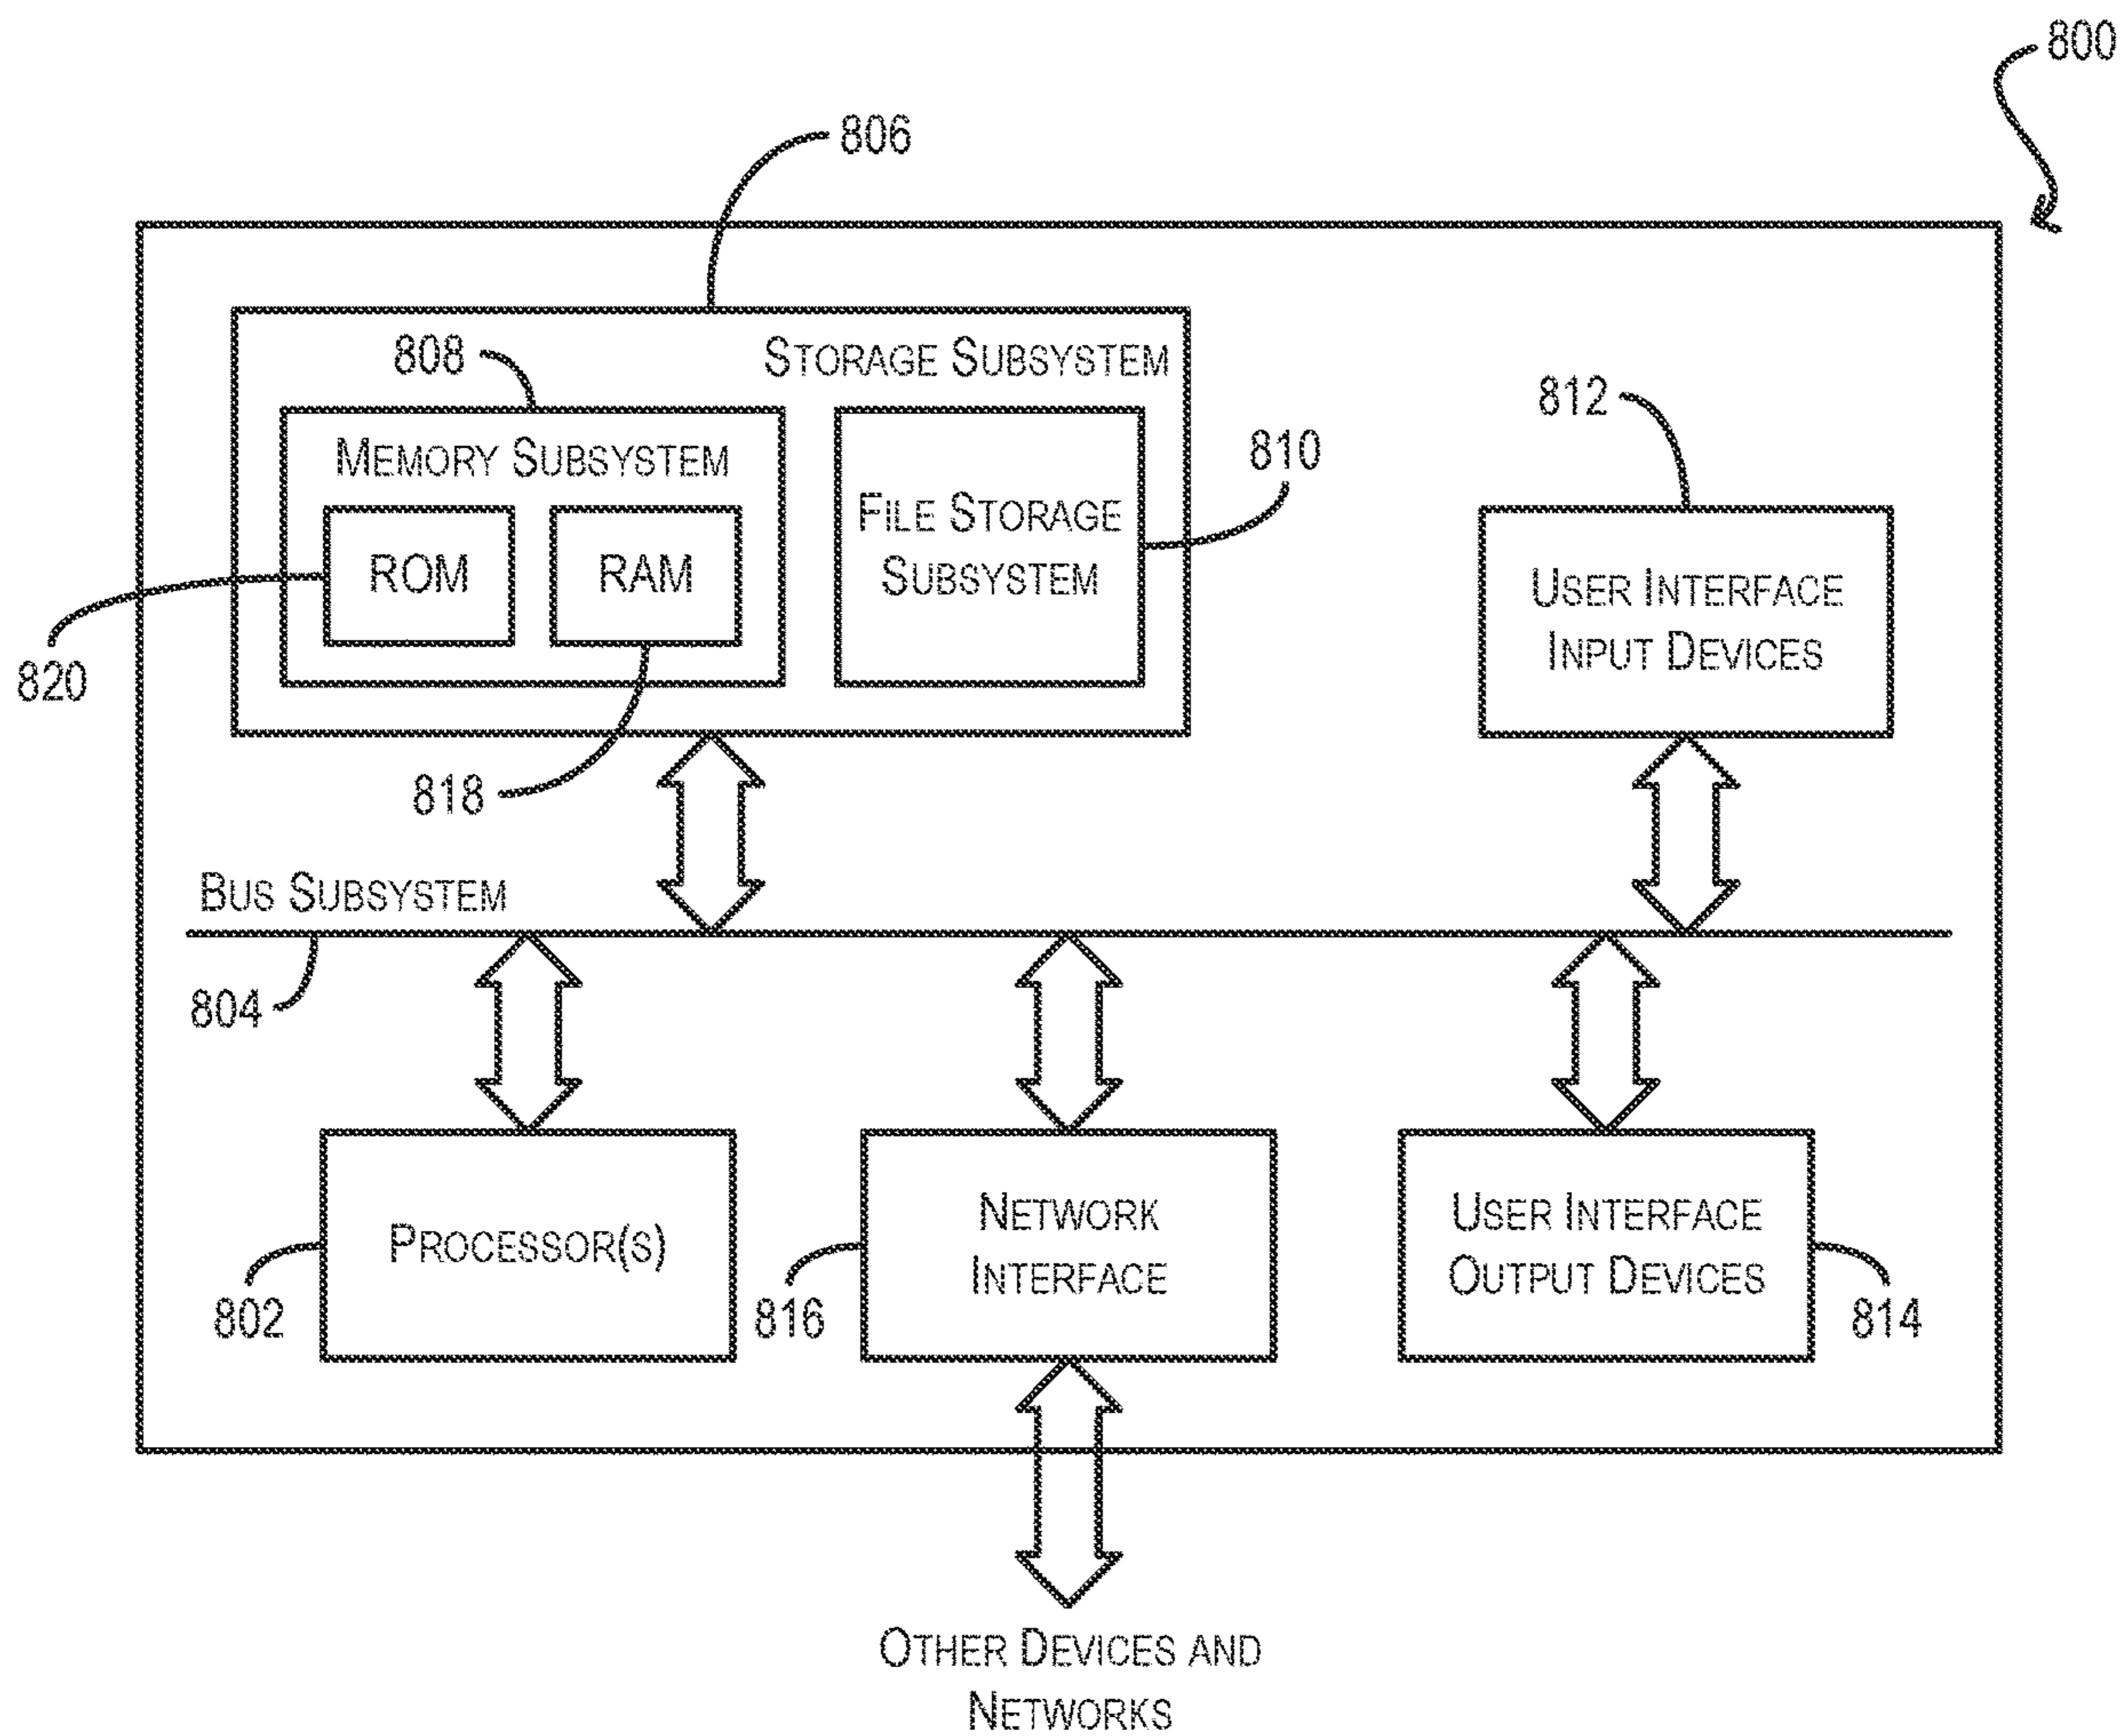 800
806
808
STORAGE SUBSYSTEM
812
MEMORY SUBSYSTEM
810
FILE STORAGE
SUBSYSTEM
ROM
RAM
USER INTERFACE
INPUT DEVICES
820
818
BUS SUBSYSTEM
804
PROCESSOR(S)
NETWORK
INTERFACE
USER INTERFACE
OUTPUT DEVICES
802
816
814
OTHER DEVICES AND
NETWORKS